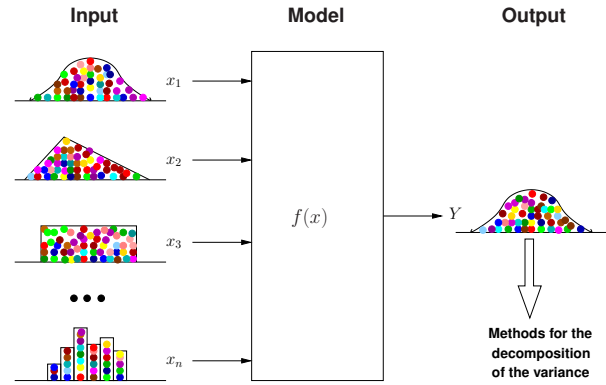 Input
Model
Output
x₁
x₂
x₃
xₙ
f(x)
Y
Methods for the
decomposition
of the variance